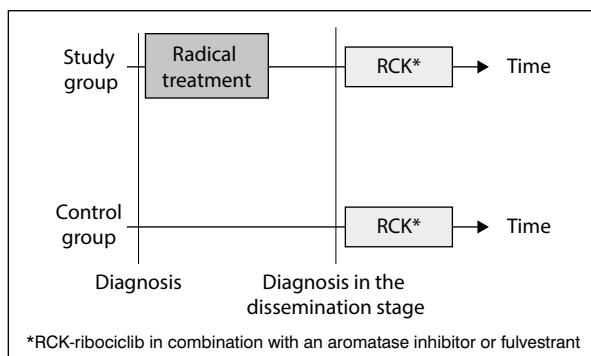 Study
group
Radical
treatment
RCK*
Time
Control
group
RCK*
Time
Diagnosis
Diagnosis in the
dissemination stage
*RCK-ribociclib in combination with an aromatase inhibitor or fulvestrant